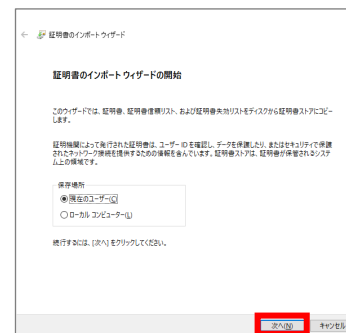 証明書のインポート ウィザード
証明書のインポート ウィザードの開始
このウィザードでは、証明書、証明書信頼リスト、および証明書失効リストをディスクから証明書ストアにコピー
します。
証明機関によって発行された証明書は、ユーザー ID を確認し、データを保護したり、またはセキュリティで保護
されたネットワーク接続を提供するための情報を含んでいます。証明書ストアは、証明書が保管されるシステ
ム上の領域です。
保存場所
現在のユーザー(C)
ローカル コンピューター(L)
続行するには、[次へ] をクリックしてください。
次へ(N)
キャンセル